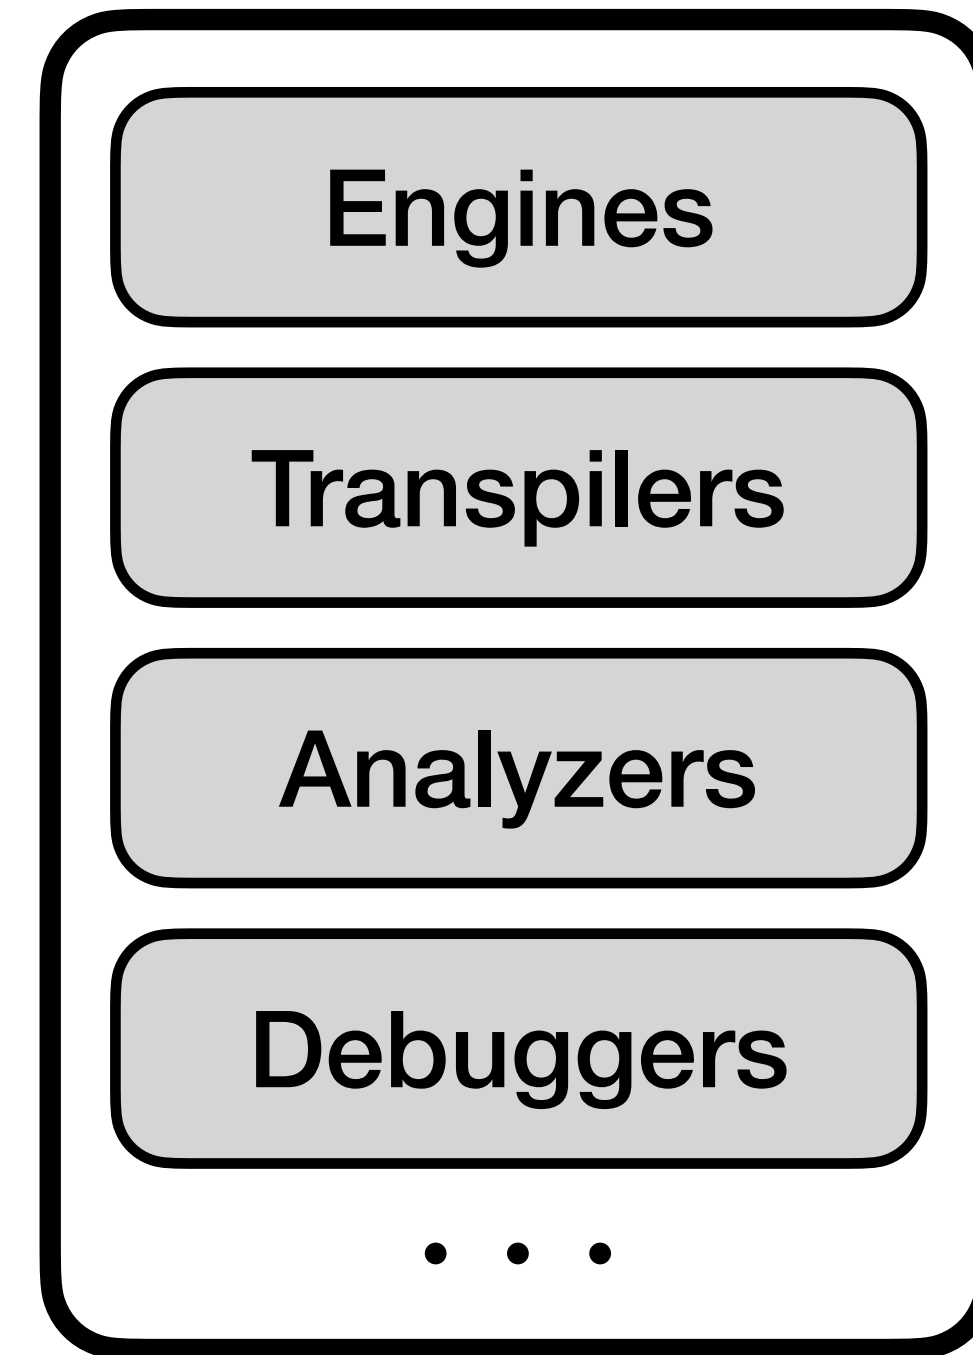 Engines
Transpilers
Analyzers
Debuggers
. . .